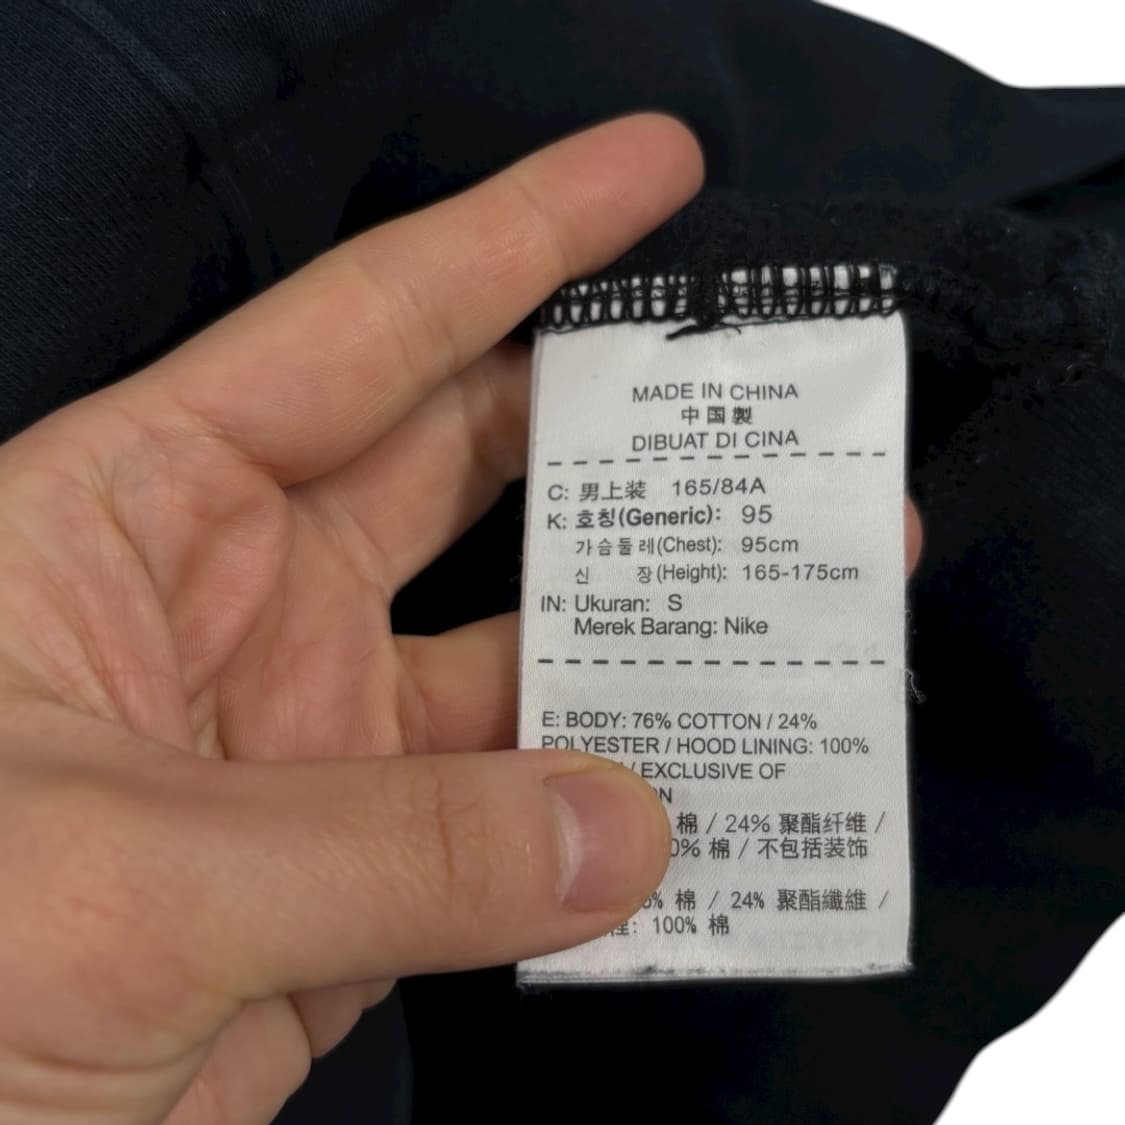 MADE IN CHINA
中国製
DIBUAT DI CINA
C: 男上装 165/84A
K: 호칭(Generic): 95
가슴둘레(Chest): 95cm
신 장(Height): 165-175cm
IN: Ukuran: S
Merek Barang: Nike
E: BODY: 76% COTTON / 24%
POLYESTER / HOOD LINING: 100%
/ EXCLUSIVE OF
棉 / 24% 聚酯纤维 /
0% 棉 / 不包括装饰
6% 棉 / 24% 聚酯纖維 /
裡: 100% 棉